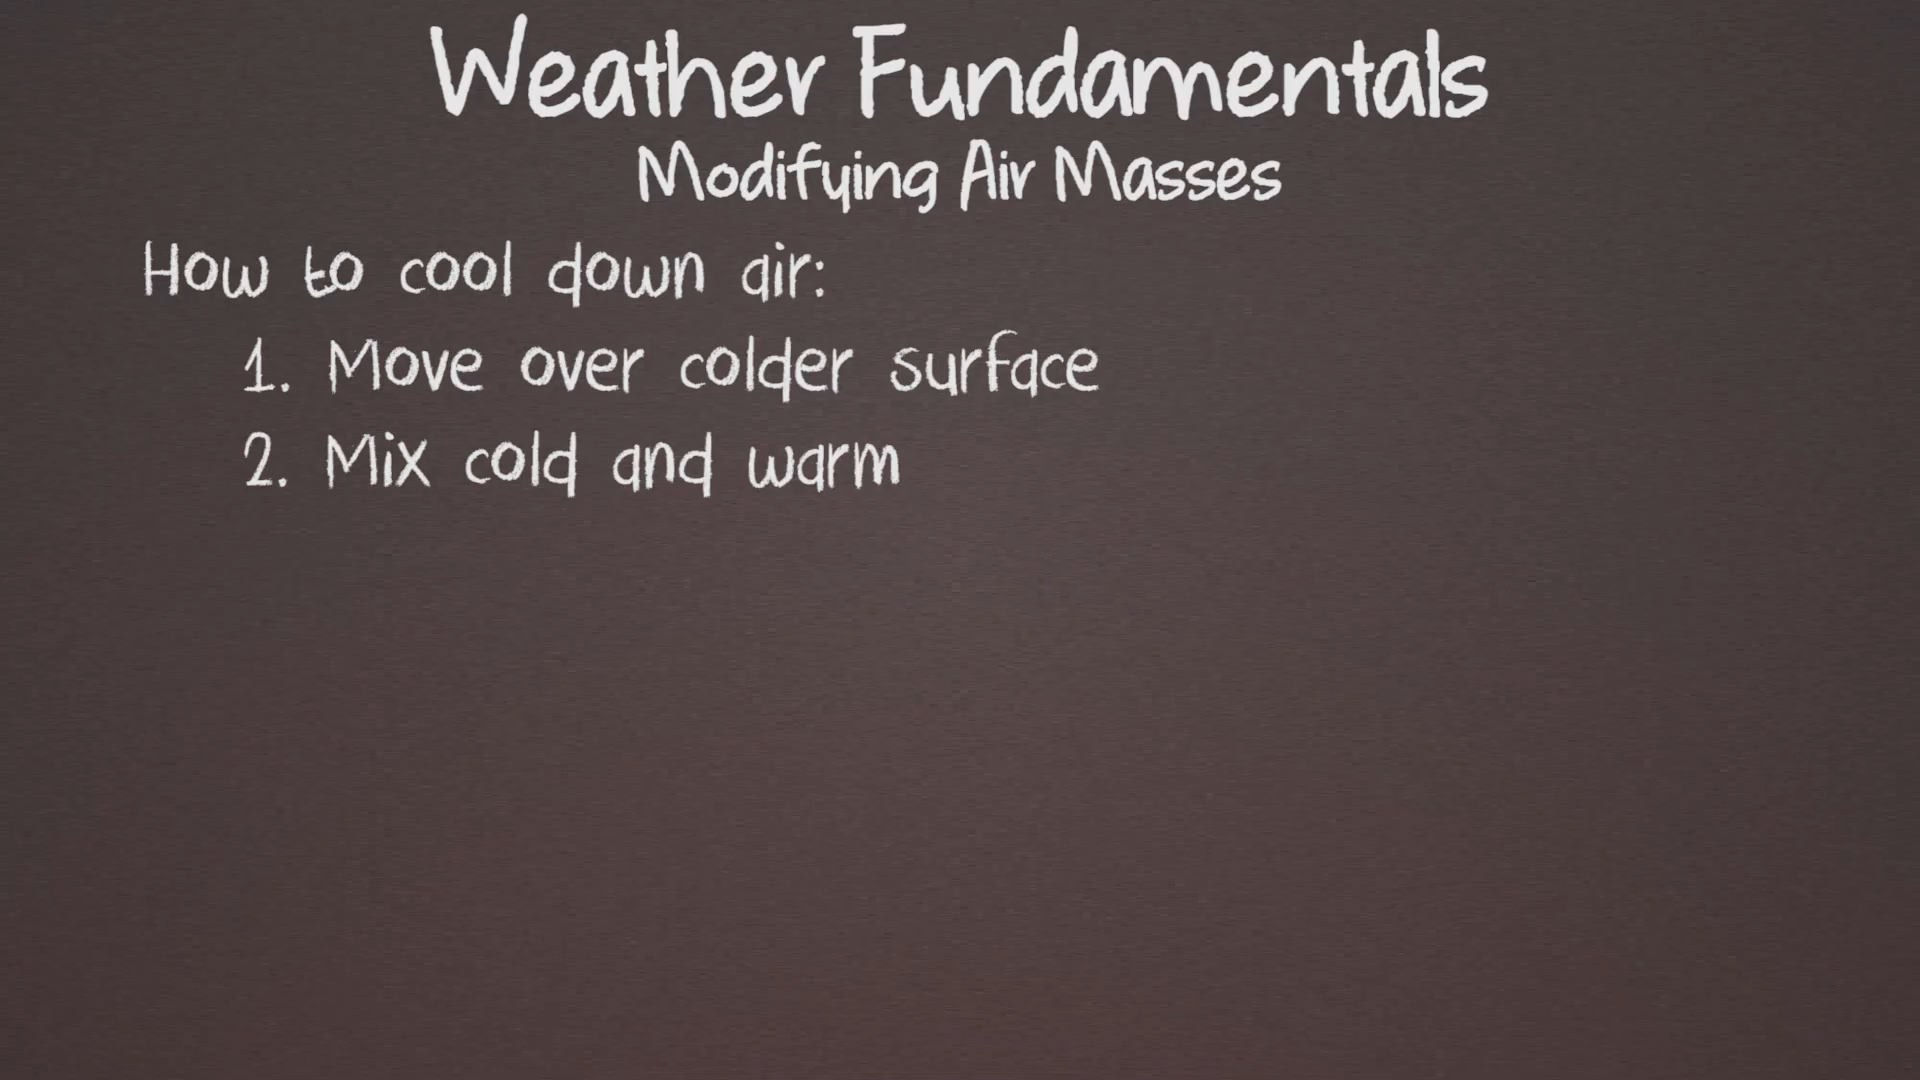 Weather Fundamentals
Modifying Air Masses
How to cool down air:
1. Move over colder surface
2. Mix cold and warm